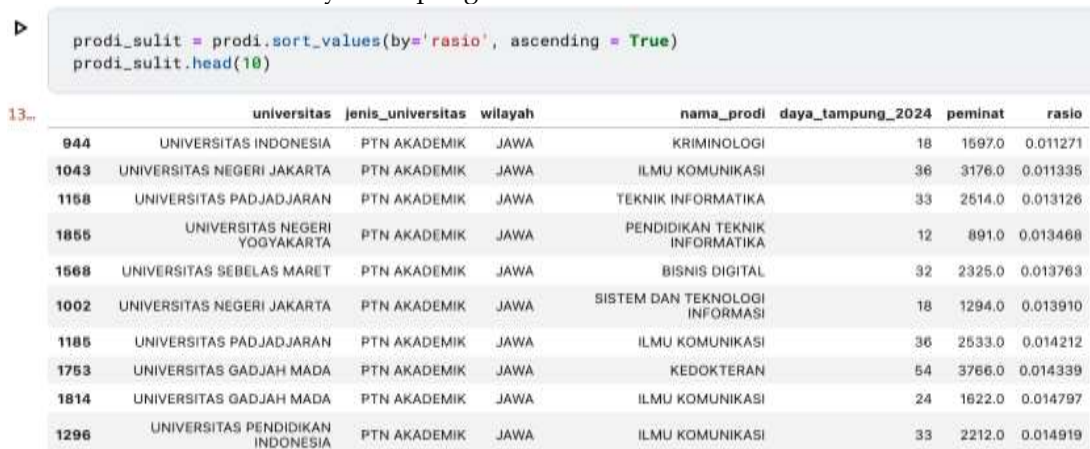 prodi_sulit = prodi.sort_values(by='rasio', ascending = True)
prodi_sulit.head(10)
13...
universitas jenis_universitas wilayah nama_prodi daya_tampung_2024 peminat rasio
944 UNIVERSITAS INDONESIA PTN AKADEMIK JAWA KRIMINOLOGI 18 1597.0 0.011271
1043 UNIVERSITAS NEGERI JAKARTA PTN AKADEMIK JAWA ILMU KOMUNIKASI 36 3176.0 0.011335
1158 UNIVERSITAS PADJADJARAN PTN AKADEMIK JAWA TEKNIK INFORMATIKA 33 2514.0 0.013126
1855 UNIVERSITAS NEGERI YOGYAKARTA PTN AKADEMIK JAWA PENDIDIKAN TEKNIK INFORMATIKA 12 891.0 0.013468
1568 UNIVERSITAS SEBELAS MARET PTN AKADEMIK JAWA BISNIS DIGITAL 32 2325.0 0.013763
1002 UNIVERSITAS NEGERI JAKARTA PTN AKADEMIK JAWA SISTEM DAN TEKNOLOGI INFORMASI 18 1294.0 0.013910
1185 UNIVERSITAS PADJADJARAN PTN AKADEMIK JAWA ILMU KOMUNIKASI 36 2533.0 0.014212
1753 UNIVERSITAS GADJAH MADA PTN AKADEMIK JAWA KEDOKTERAN 54 3766.0 0.014339
1814 UNIVERSITAS GADJAH MADA PTN AKADEMIK JAWA ILMU KOMUNIKASI 24 1622.0 0.014797
1296 UNIVERSITAS PENDIDIKAN INDONESIA PTN AKADEMIK JAWA ILMU KOMUNIKASI 33 2212.0 0.014919